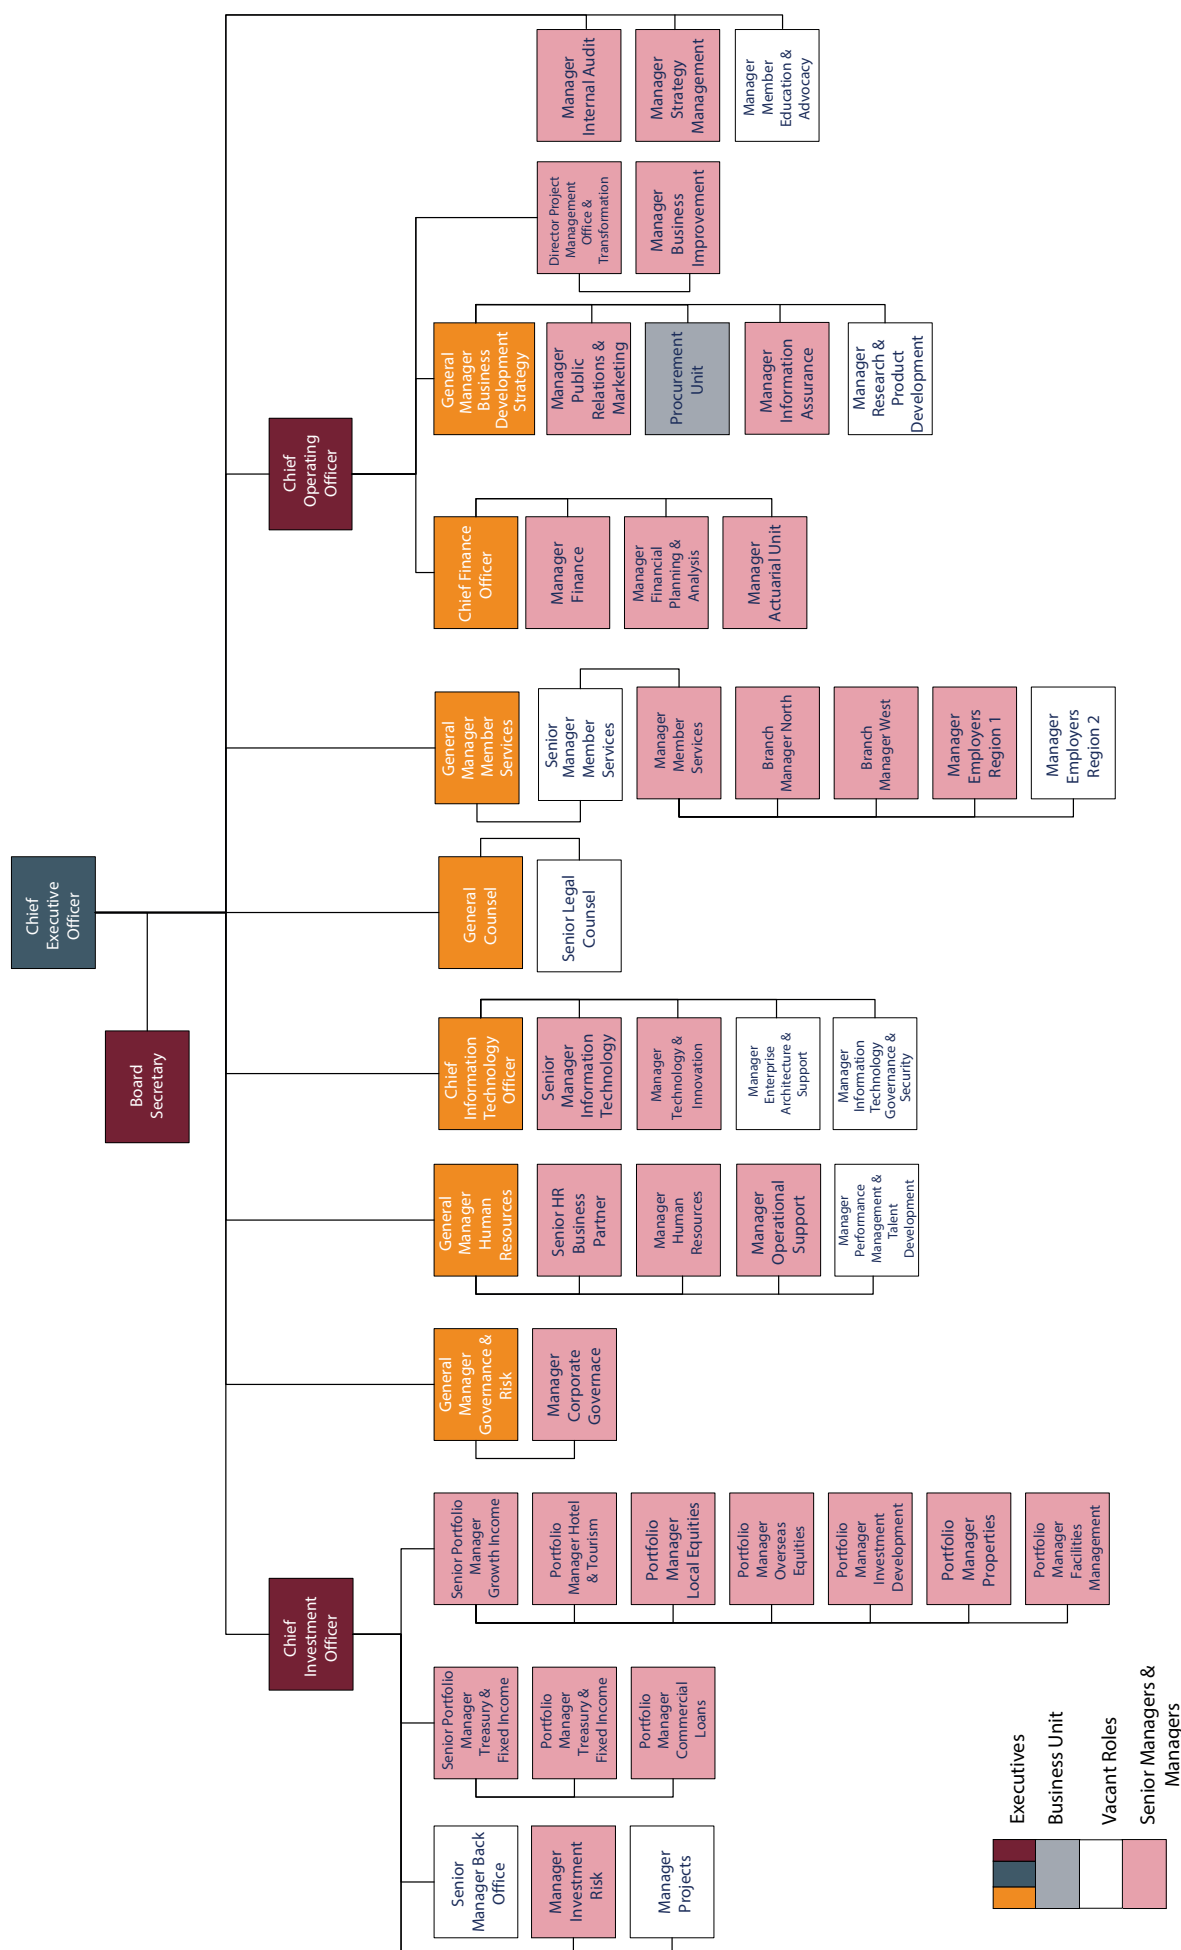 Chief
Executive
Officer
Board
Secretary
Chief
Investment
Officer
Chief
Operating
Officer
Senior
Manager Back
Office
Manager
Investment
Risk
Manager
Projects
Senior Portfolio
Manager
Treasury &
Fixed Income
Portfolio
Manager
Treasury &
Fixed Income
Portfolio
Manager
Commercial
Loans
Senior Portfolio
Manager
Growth Income
Portfolio
Manager Hotel
& Tourism
Portfolio
Manager
Local Equities
Portfolio
Manager
Overseas
Equities
Portfolio
Manager
Investment
Development
Portfolio
Manager
Properties
Portfolio
Manager
Facilities
Management
General
Manager
Governance &
Risk
Manager
Corporate
Governace
General
Manager
Human
Resources
Senior HR
Business
Partner
Manager
Human
Resources
Manager
Operational
Support
Manager
Performance
Management &
Talent
Development
Chief
Information
Technology
Officer
Senior
Manager
Information
Technology
Manager
Technology &
Innovation
Manager
Enterprise
Architecture &
Support
Manager
Information
Technology
Governance &
Security
General
Counsel
Senior Legal
Counsel
General
Manager
Member
Services
Senior
Manager
Member
Services
Manager
Member
Services
Branch
Manager North
Branch
Manager West
Manager
Employers
Region 1
Manager
Employers
Region 2
Chief Finance
Officer
Manager
Finance
Manager
Financial
Planning &
Analysis
Manager
Actuarial Unit
General
Manager
Business
Development
Strategy
Manager
Public
Relations &
Marketing
Procurement
Unit
Manager
Information
Assurance
Manager
Research &
Product
Development
Director Project
Management
Office &
Transformation
Manager
Business
Improvement
Manager
Internal Audit
Manager
Strategy
Management
Manager
Member
Education &
Advocacy
Executives
Business Unit
Vacant Roles
Senior Managers &
Managers